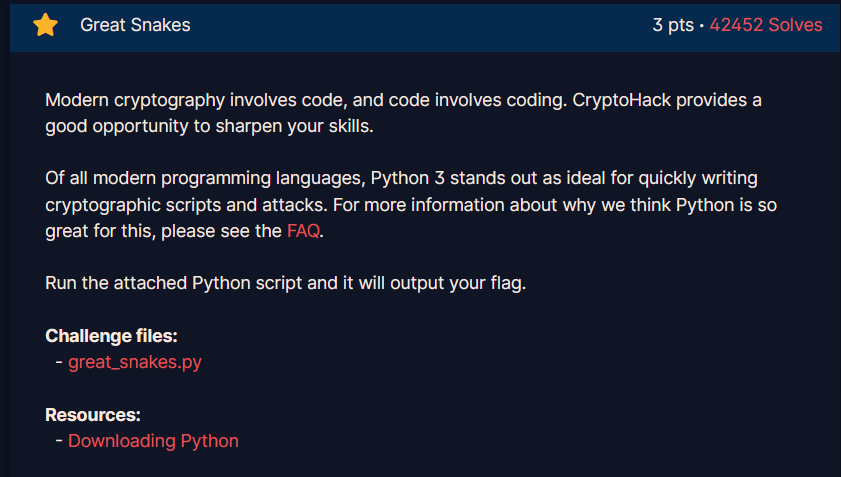 Great Snakes
3 pts • 42452 Solves
Modern cryptography involves code, and code involves coding. CryptoHack provides a
good opportunity to sharpen your skills.
Of all modern programming languages, Python 3 stands out as ideal for quickly writing
cryptographic scripts and attacks. For more information about why we think Python is so
great for this, please see the FAQ.
Run the attached Python script and it will output your flag.
Challenge files:
- great_snakes.py
Resources:
- Downloading Python